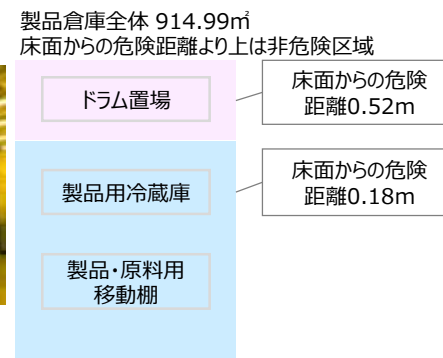 製品倉庫全体 914.99㎡
床面からの危険距離より上は非危険区域
ドラム置場
床面からの危険
距離0.52m
製品用冷蔵庫
床面からの危険
距離0.18m
製品・原料用
移動棚